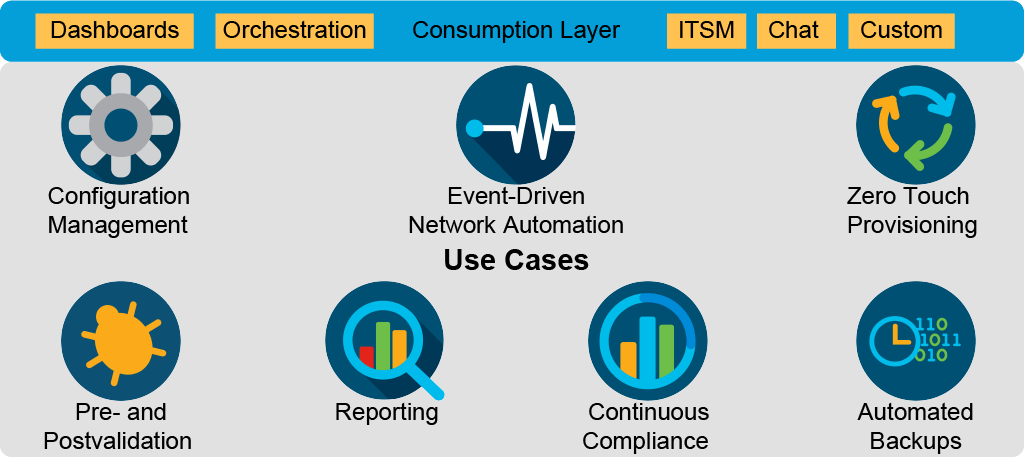 Dashboards Orchestration Consumption Layer ITSM Chat Custom
Configuration
Management
Event-Driven
Network Automation
Zero Touch
Provisioning
Use Cases
Pre- and
Postvalidation
Reporting
Continuous
Compliance
110
1011
010
Automated
Backups